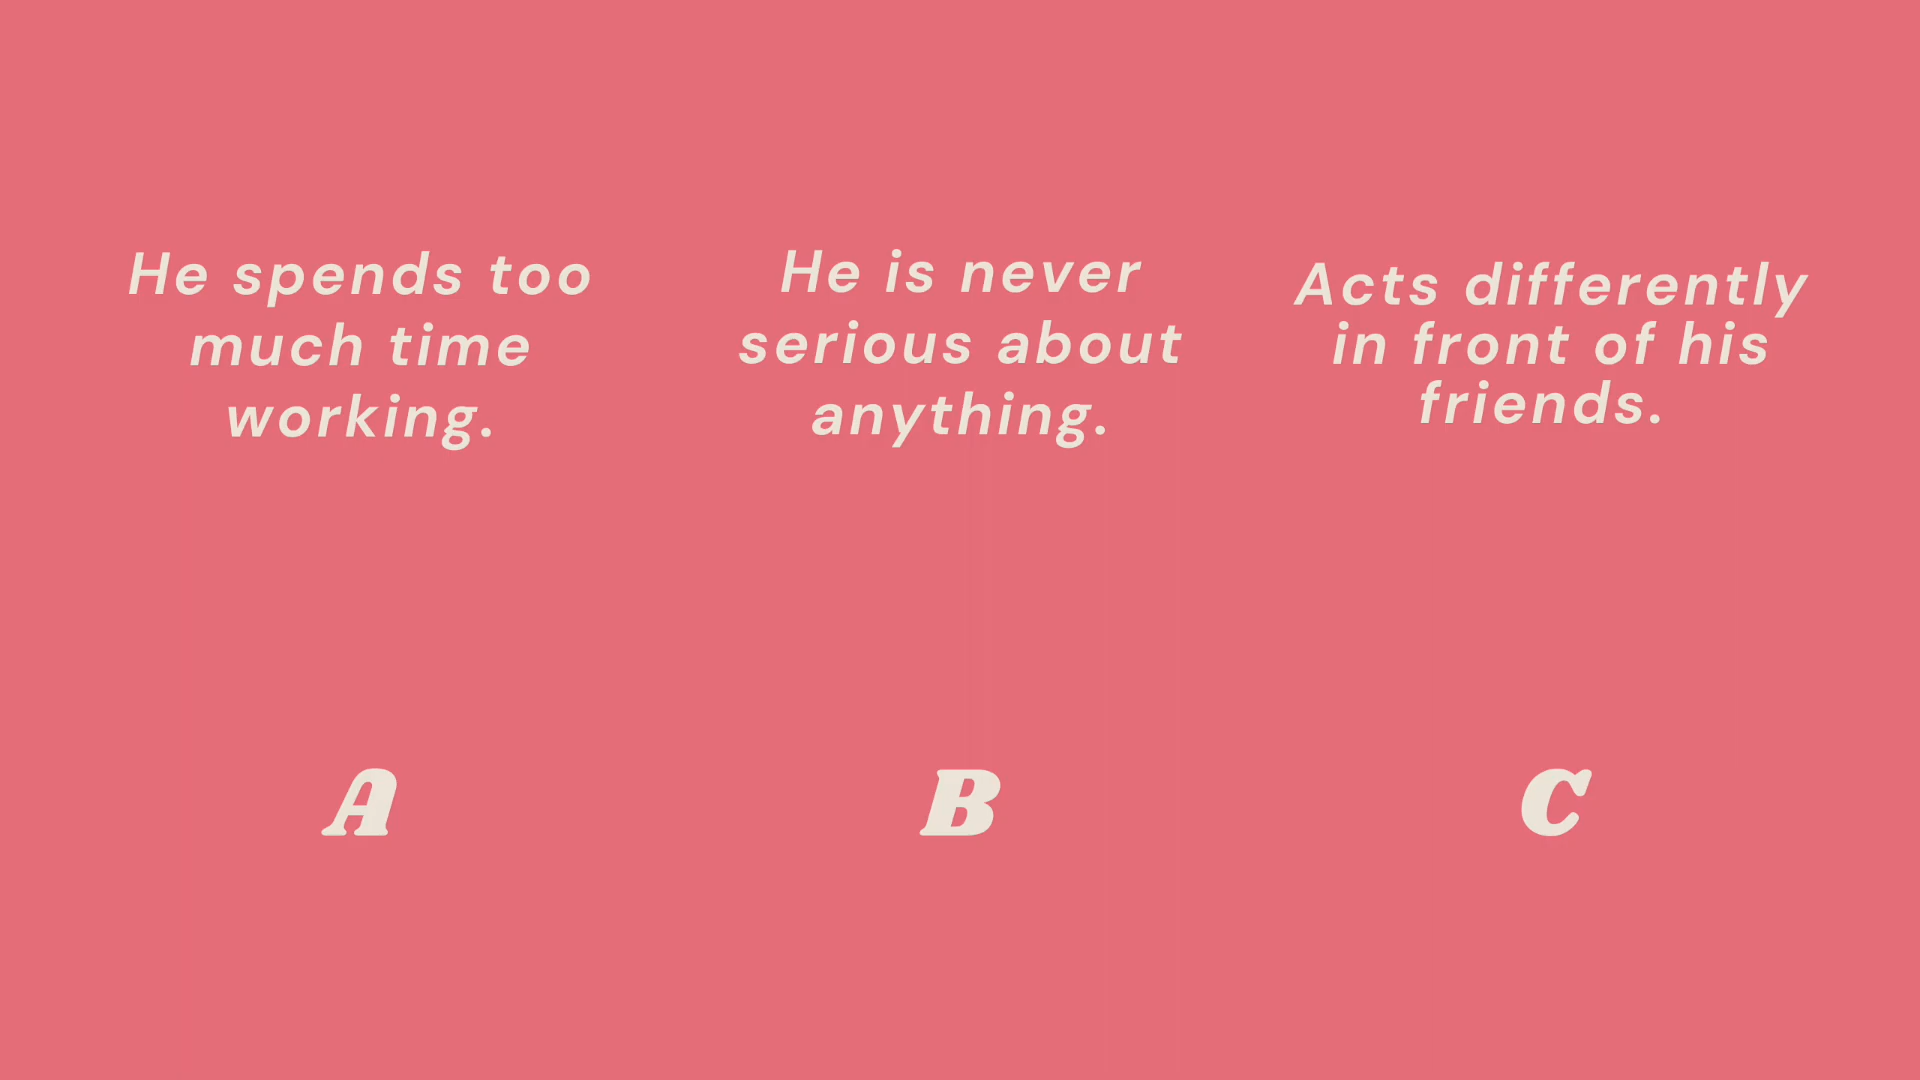 He spends too
much time
working.
He is never
serious about
anything.
Acts differently
in front of his
friends.
A
B
C